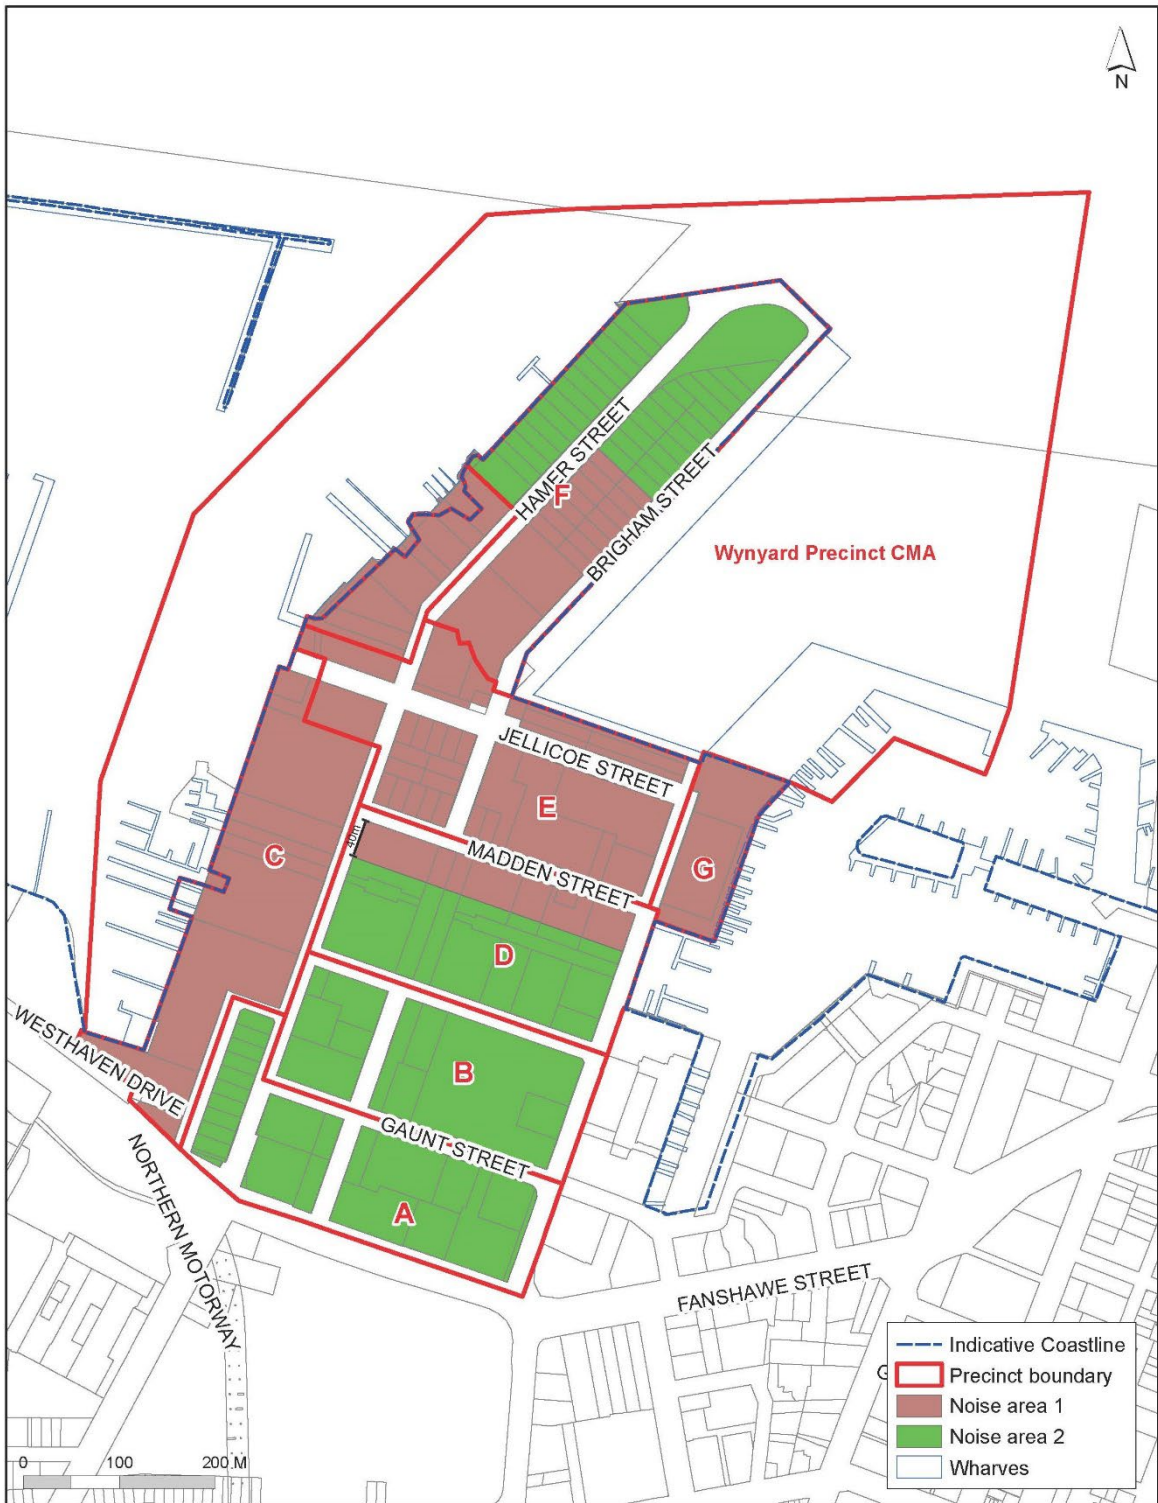 N
HAMER STREET
F
BRIGHAM STREET
Wynyard Precinct CMA
JELLICOE STREET
E
40m
MADDEN STREET
C
G
D
WESTHAVEN DRIVE
B
GAUNT STREET
NORTHERN MOTORWAY
A
FANSHAWE STREET
G
Indicative Coastline
Precinct boundary
Noise area 1
Noise area 2
Wharves
0 100 200 M